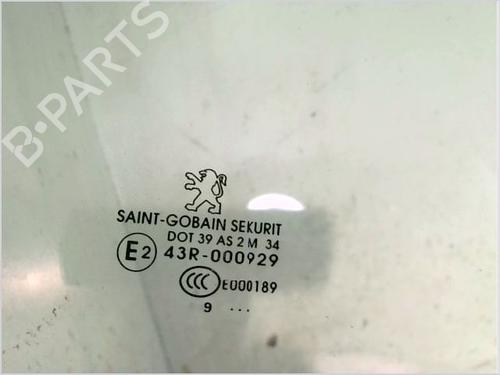 B-PARTS
SAINT-GOBAIN SEKURIT
DOT 39 AS 2 M 34
E2 43R-000929
CCC E000189
9 ...